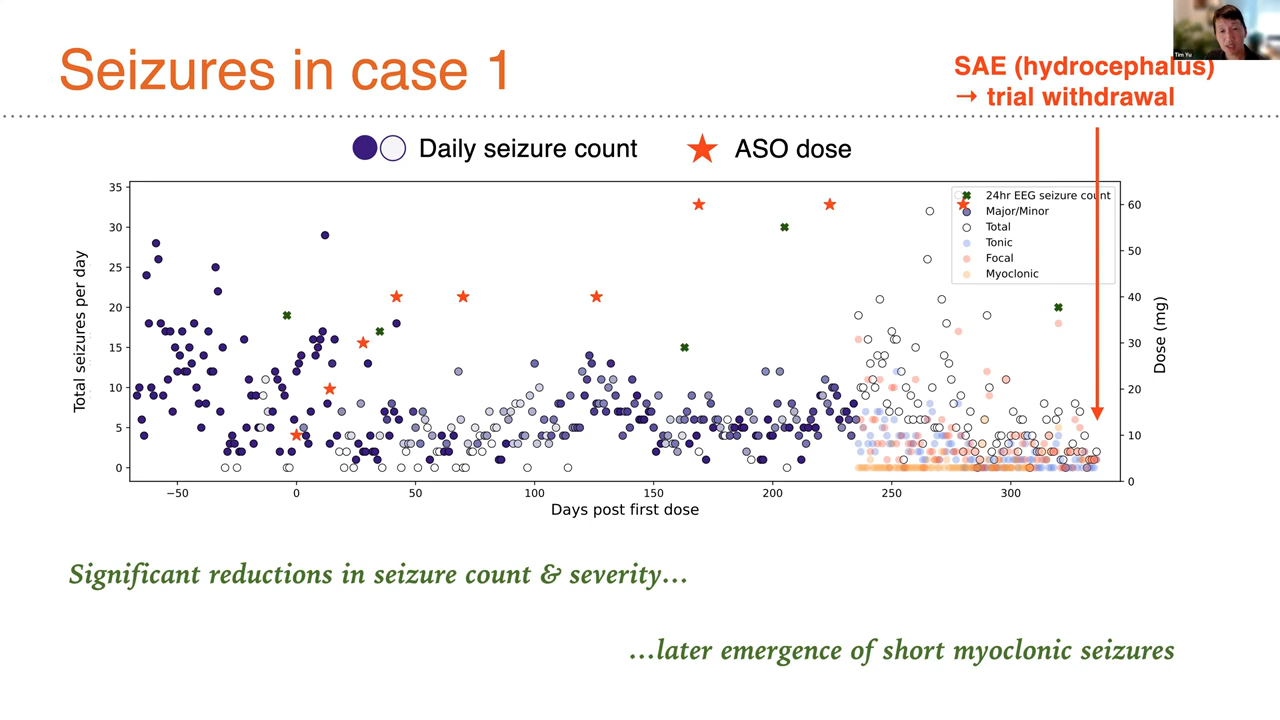 Tim Yu
Seizures in case 1
SAE (hydrocephalus)
→ trial withdrawal
Daily seizure count
ASO dose
24hr EEG seizure count
Major/Minor
Total
Tonic
Focal
Myoclonic
Total seizures per day
35
30
25
20
15
10
5
0
60
50
40
30
20
10
0
Dose (mg)
−50
0
50
100
150
200
250
300
Days post first dose
Significant reductions in seizure count & severity...
...later emergence of short myoclonic seizures